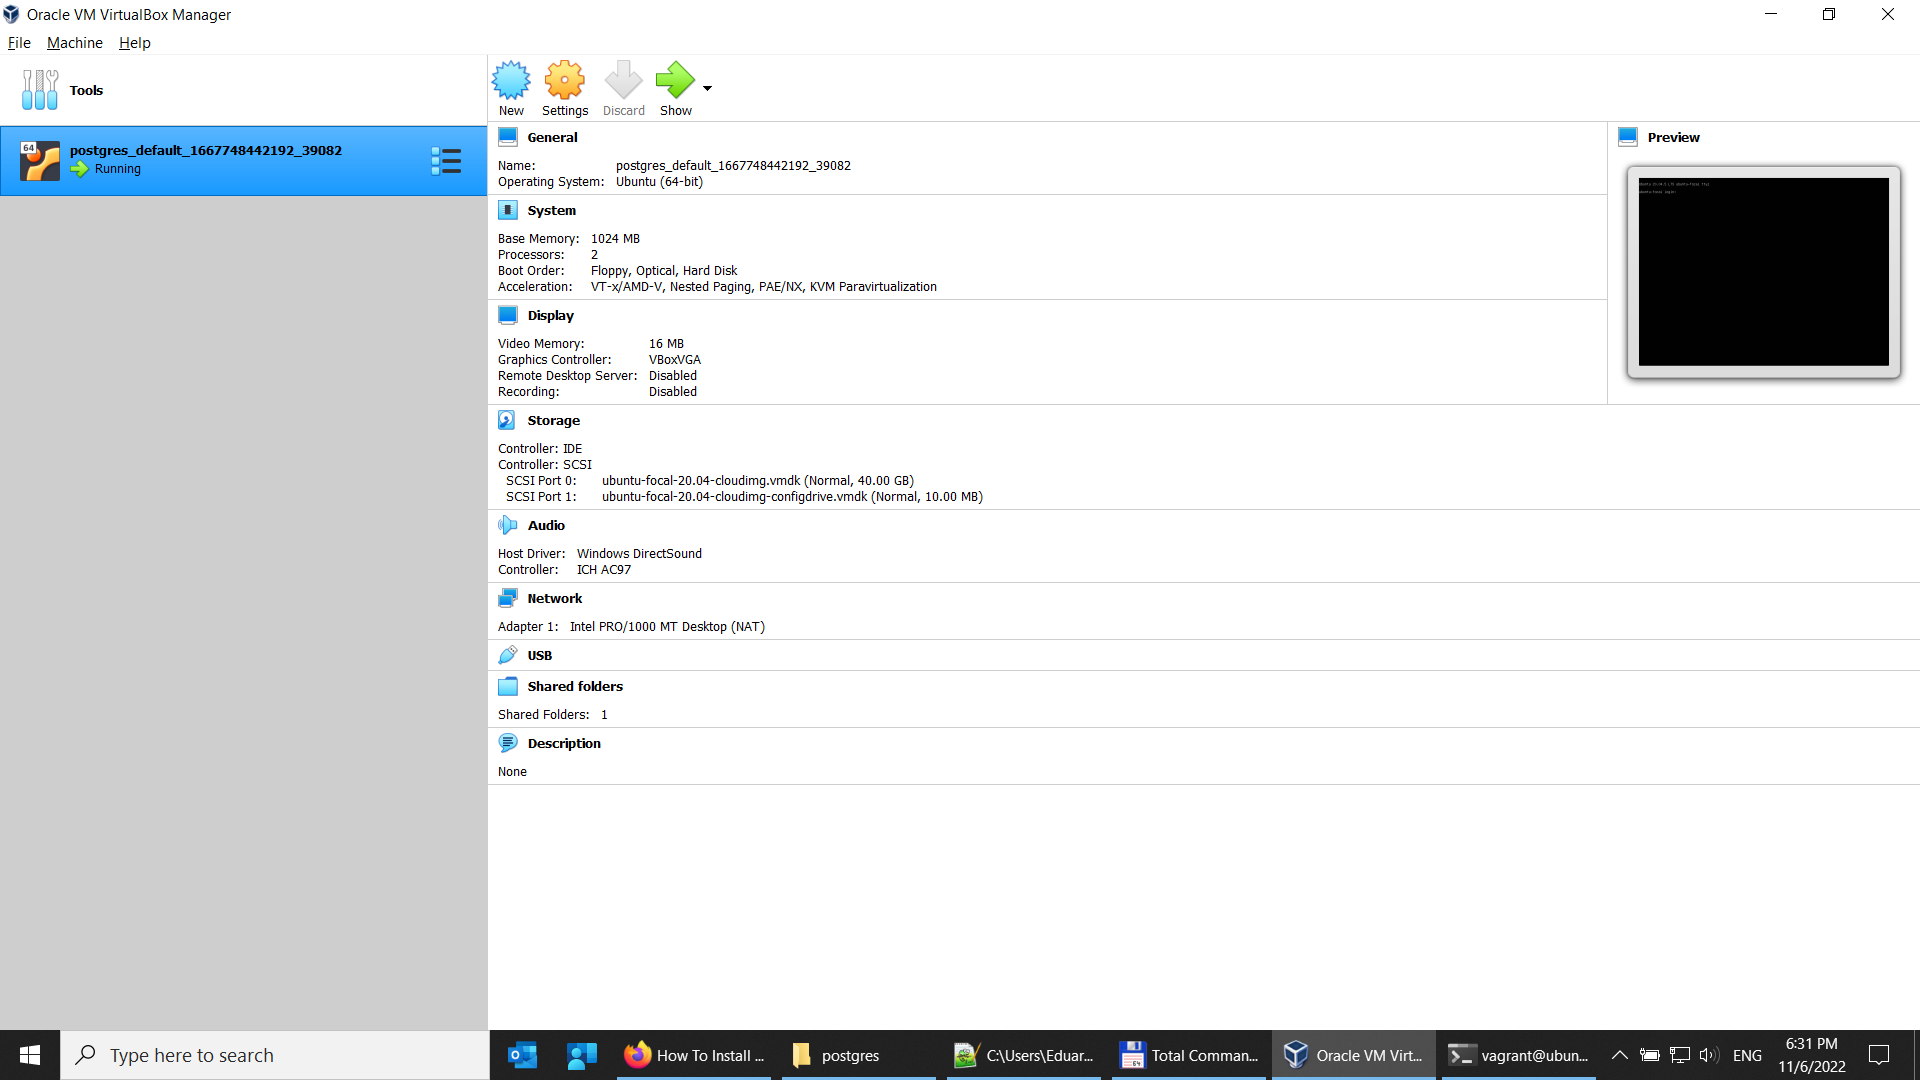 Oracle VM VirtualBox Manager
File Machine Help
Tools
New Settings Discard Show
64
postgres_default_1667748442192_39082
Running
General
Name: postgres_default_1667748442192_39082
Operating System: Ubuntu (64-bit)
System
Base Memory: 1024 MB
Processors: 2
Boot Order: Floppy, Optical, Hard Disk
Acceleration: VT-x/AMD-V, Nested Paging, PAE/NX, KVM Paravirtualization
Display
Video Memory: 16 MB
Graphics Controller: VBoxVGA
Remote Desktop Server: Disabled
Recording: Disabled
Storage
Controller: IDE
Controller: SCSI
SCSI Port 0: ubuntu-focal-20.04-cloudimg.vmdk (Normal, 40.00 GB)
SCSI Port 1: ubuntu-focal-20.04-cloudimg-configdrive.vmdk (Normal, 10.00 MB)
Audio
Host Driver: Windows DirectSound
Controller: ICH AC97
Network
Adapter 1: Intel PRO/1000 MT Desktop (NAT)
USB
Shared folders
Shared Folders: 1
Description
None
Preview
Type here to search
How To Install ...
postgres
C:\Users\Eduar...
Total Comman...
Oracle VM Virt...
vagrant@ubun...
ENG
6:31 PM
11/6/2022